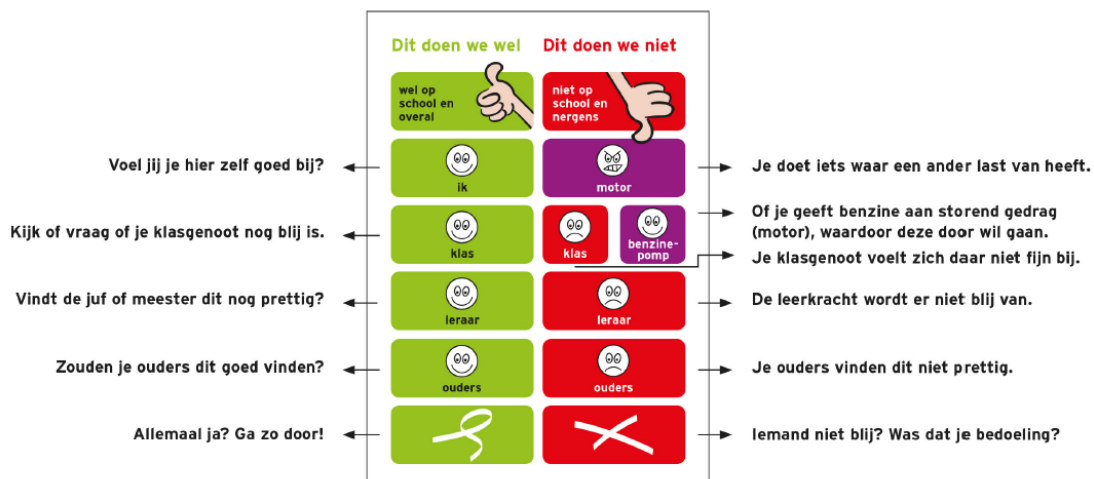 Dit doen we wel
Dit doen we niet
wel op
school en
overal
niet op
school en
nergens
Voel jij je hier zelf goed bij?
ik
motor
Je doet iets waar een ander last van heeft.
Kijk of vraag of je klasgenoot nog blij is.
klas
klas
benzine-
pomp
Of je geeft benzine aan storend gedrag
(motor), waardoor deze door wil gaan.
Je klasgenoot voelt zich daar niet fijn bij.
Vindt de juf of meester dit nog prettig?
leraar
leraar
De leerkracht wordt er niet blij van.
Zouden je ouders dit goed vinden?
ouders
ouders
Je ouders vinden dit niet prettig.
Allemaal ja? Ga zo door!
Iemand niet blij? Was dat je bedoeling?